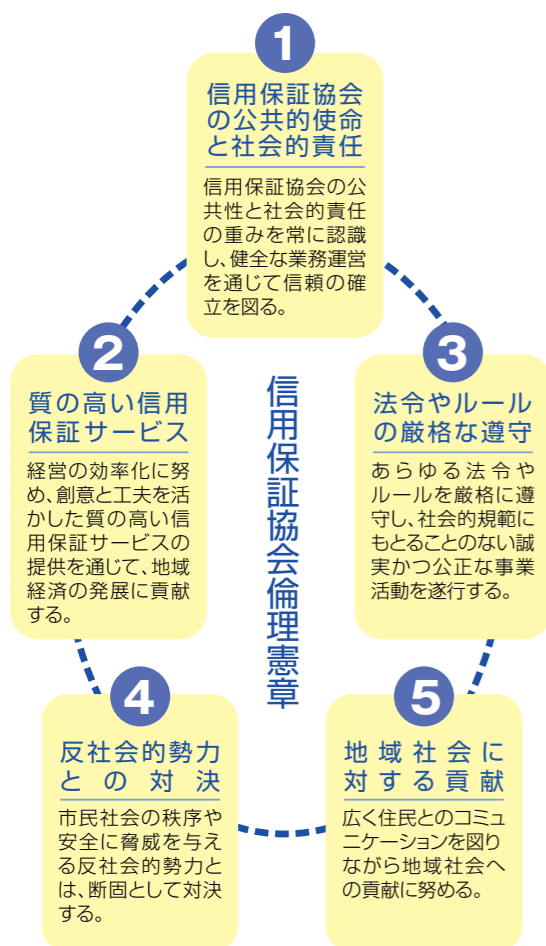 1
信用保証協会
の公共的使命
と社会的責任
信用保証協会の公
共性と社会的責任
の重みを常に認識
し、健全な業務運営
を通じて信頼の確
立を図る。
2
質の高い信用
保証サービス
経営の効率化に努
め、創意と工夫を活
かした質の高い信
用保証サービスの
提供を通じて、地域
経済の発展に貢献
する。
信用保証協会倫理憲章
3
法令やルール
の厳格な遵守
あらゆる法令や
ルールを厳格に遵
守し、社会的規範に
もとることのない誠
実かつ公正な事業
活動を遂行する。
4
反社会的勢力
との対決
市民社会の秩序や
安全に脅威を与え
る反社会的勢力と
は、断固として対決
する。
5
地域社会に
対する貢献
広く住民とのコミュ
ニケーションを図り
ながら地域社会へ
の貢献に努める。